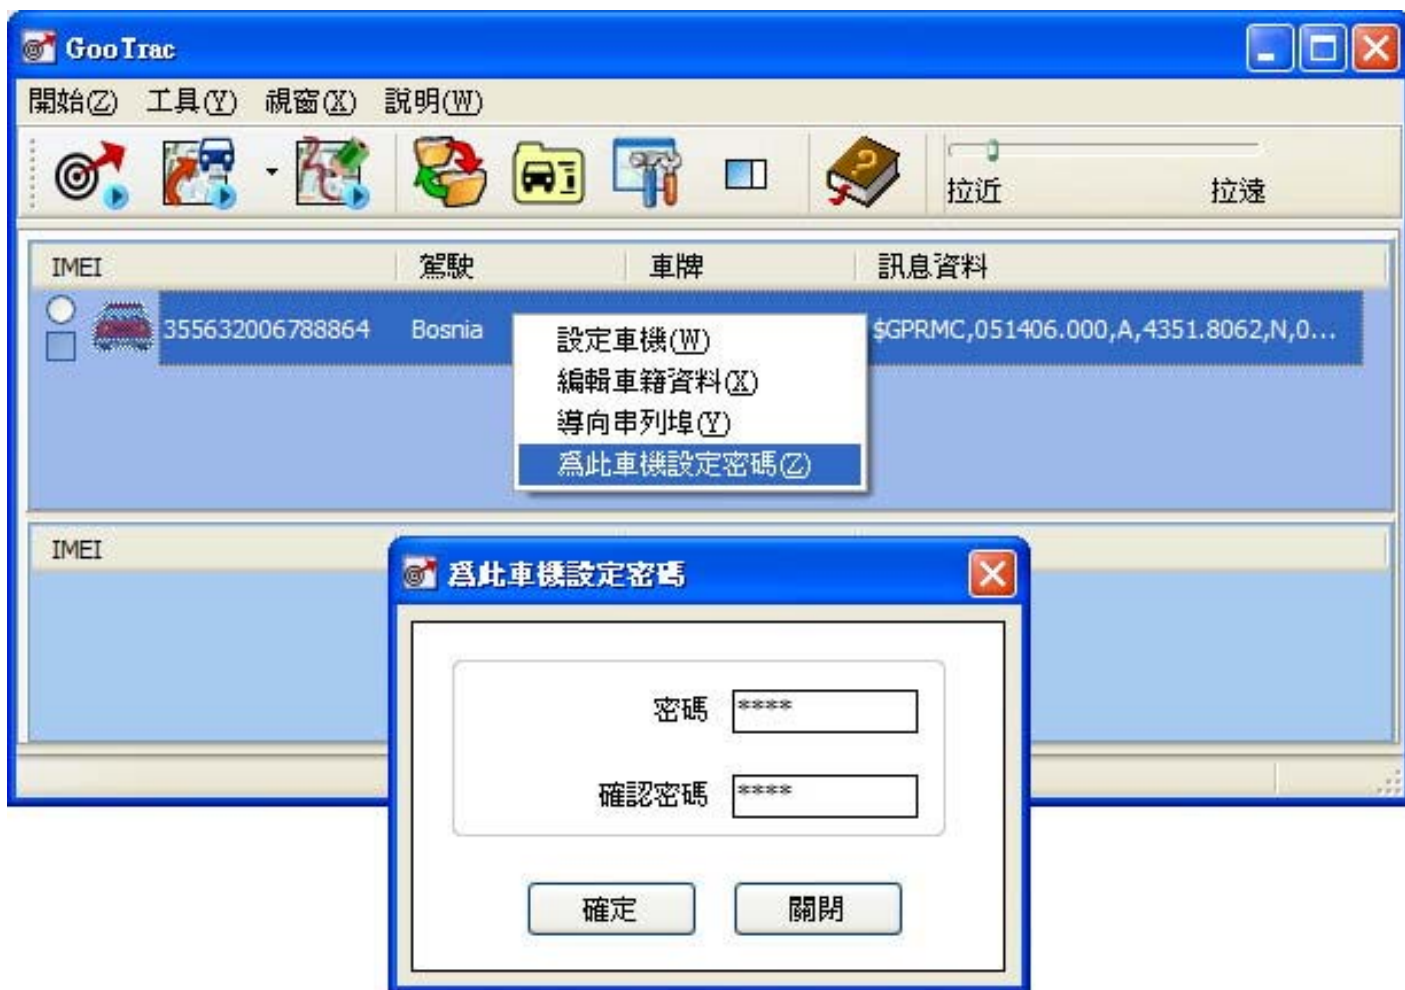 GooTrac
開始(Z) 工具(Y) 視窗(X) 說明(W)
拉近 拉遠
IMEI 駕駛 車牌 訊息資料
355632006788864 Bosnia $GPRMC,051406.000,A,4351.8062,N,0...
設定車機(W)
編輯車籍資料(X)
導向串列埠(Y)
爲此車機設定密碼(Z)
IMEI
爲此車機設定密碼
密碼 ****
確認密碼 ****
確定 關閉